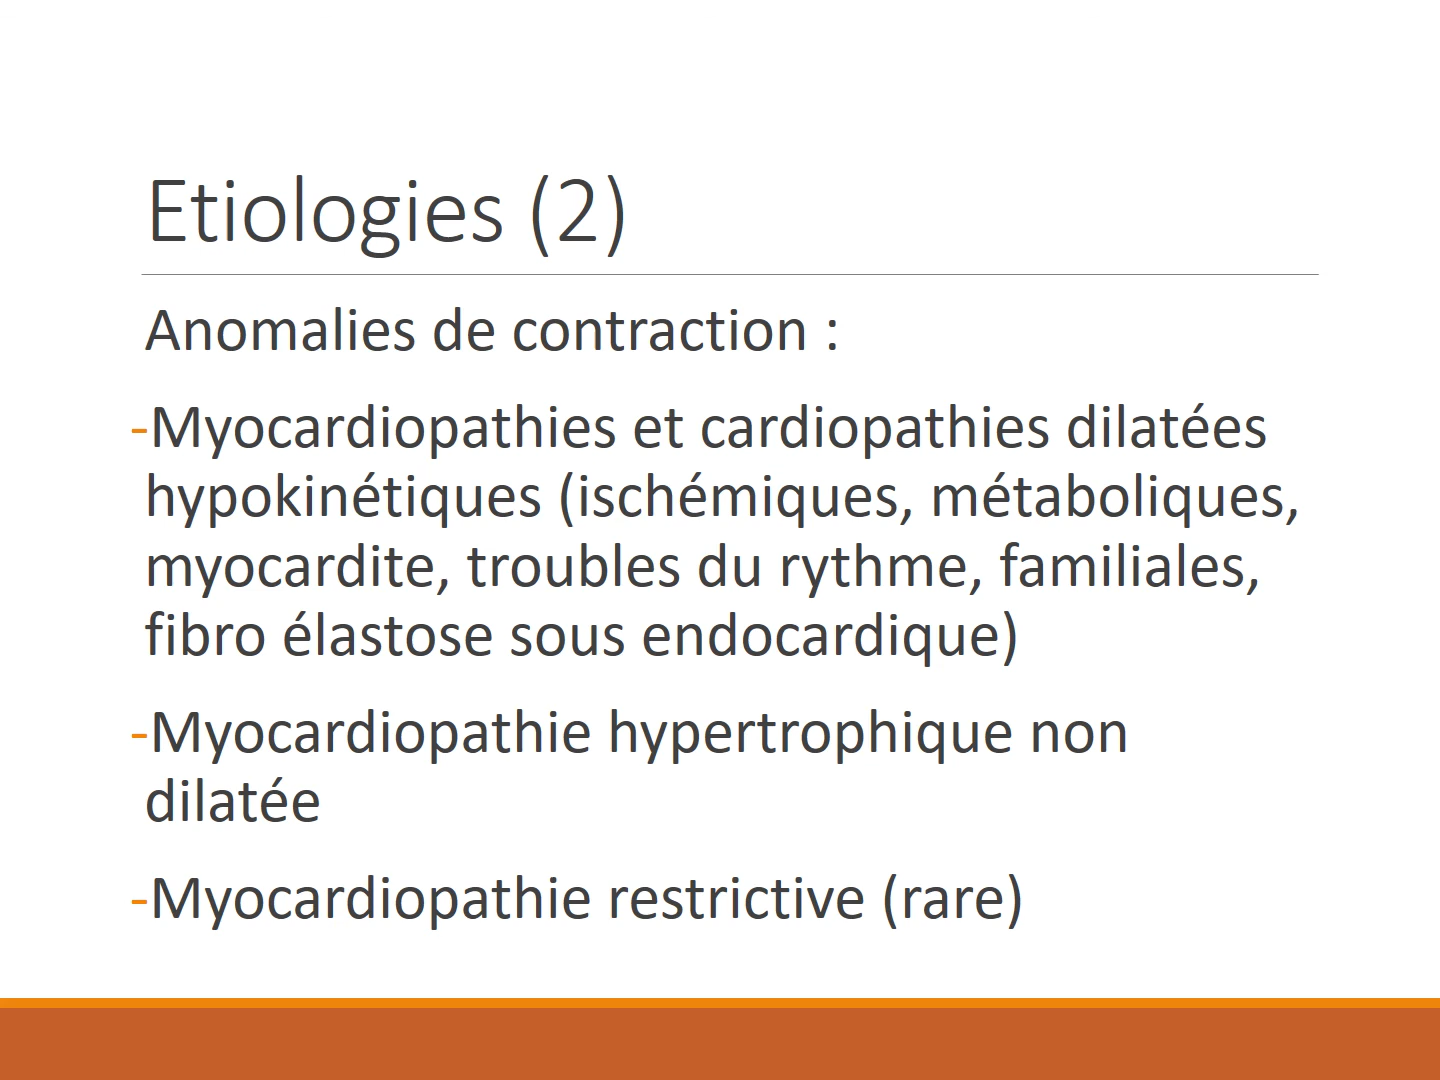 Etiologies (2)
Anomalies de contraction :
-Myocardiopathies et cardiopathies dilatées
hypokinétiques (ischémiques, métaboliques,
myocardite, troubles du rythme, familiales,
fibro élastose sous endocardique)
-Myocardiopathie hypertrophique non
dilatée
-Myocardiopathie restrictive (rare)